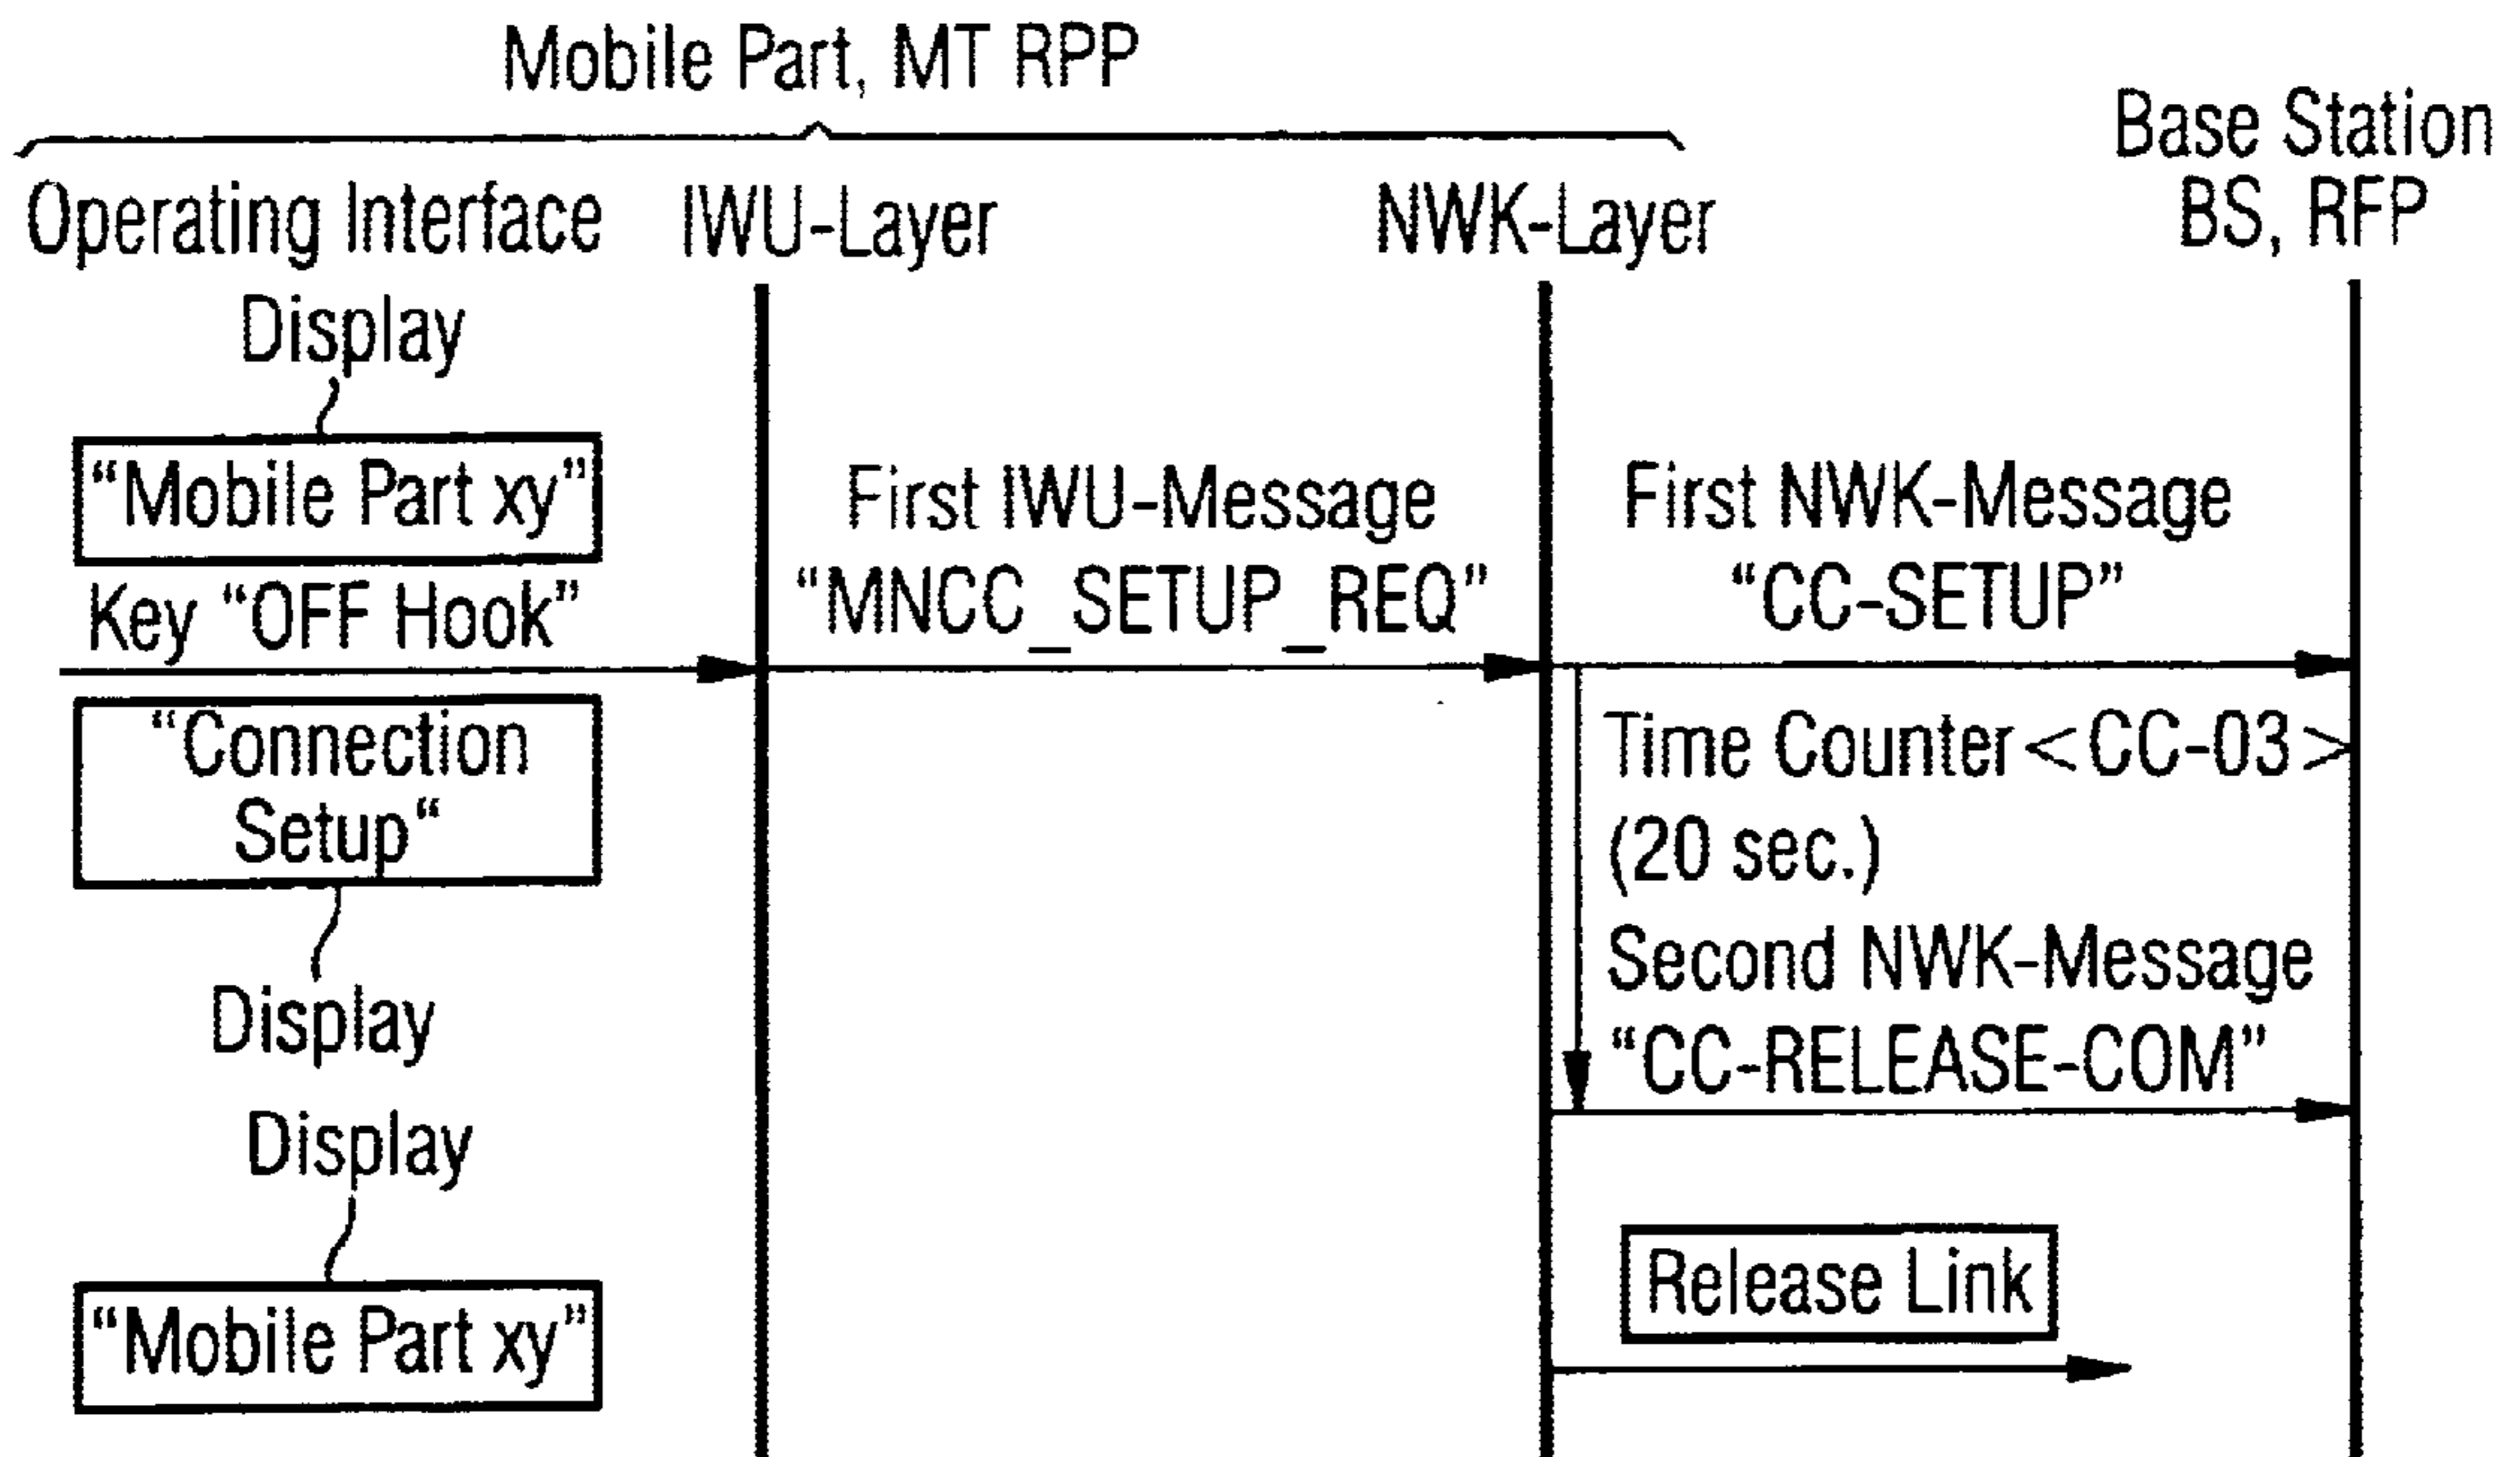 Mobile Part, MT RPP
Base Station
BS, RFP
Operating Interface
IWU-Layer
NWK-Layer
Display
“Mobile Part xy”
Key “OFF Hook”
First IWU-Message
“MNCC_SETUP_REQ”
First NWK-Message
“CC-SETUP”
“Connection
Setup“
Display
Time Counter<CC-03>
(20 sec.)
Second NWK-Message
“CC-RELEASE-COM”
Display
“Mobile Part xy”
Release Link